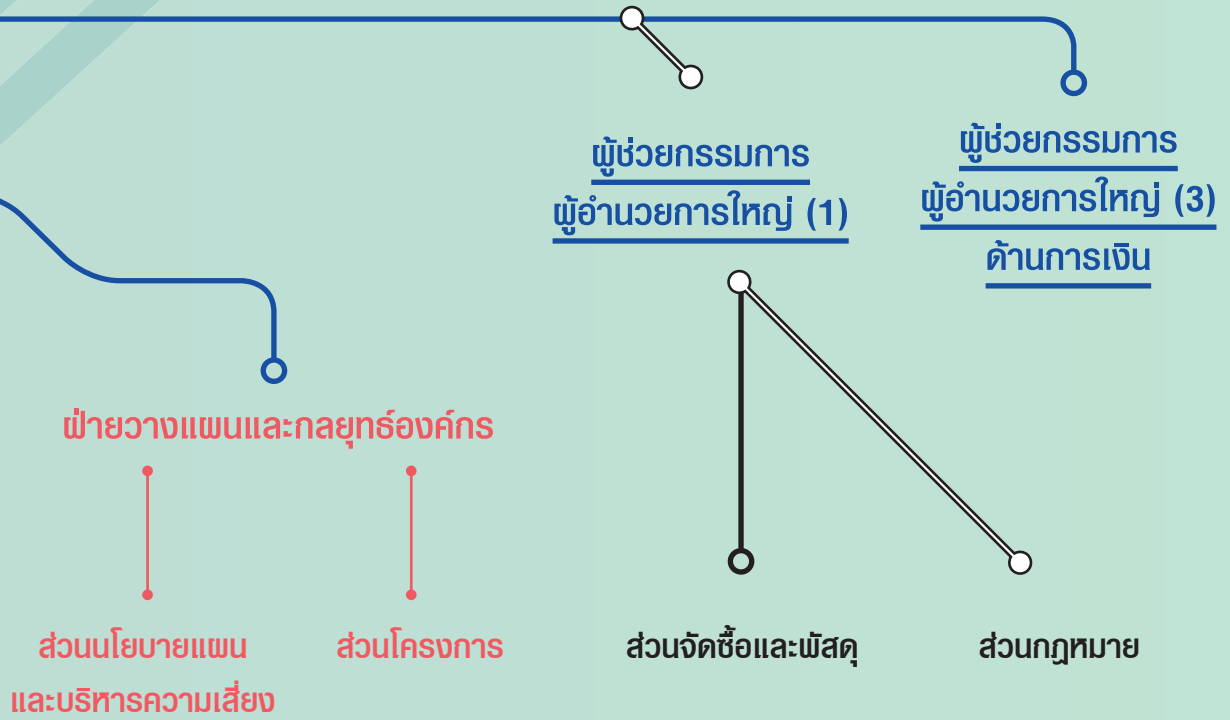 ผู้ช่วยกรรมการ
ผู้อำนวยการใหญ่ (1)
ผู้ช่วยกรรมการ
ผู้อำนวยการใหญ่ (3)
ด้านการเงิน
ฝ่ายวางแผนและกลยุทธ์องค์กร
ส่วนนโยบายแผน
และบริหารความเสี่ยง
ส่วนโครงการ
ส่วนจัดซื้อและพัสดุ
ส่วนกฎหมาย